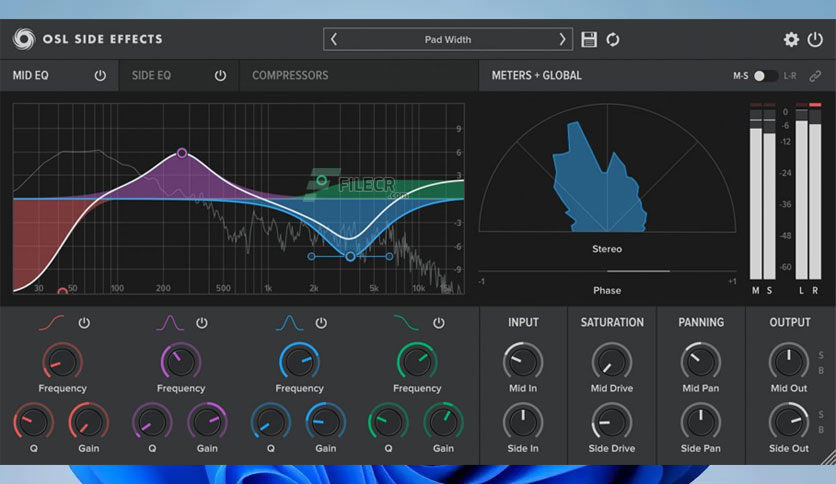 OSL SIDE EFFECTS
Pad Width
MID EQ
SIDE EQ
COMPRESSORS
METERS + GLOBAL
M-S
L-R
9
6
3
-3
-6
-9
30
50
100
200
500
1k
2k
5k
10k
FILECR
.com
Stereo
-1
+1
Phase
0
-6
-12
-24
-36
-48
-60
M
S
L
R
INPUT
SATURATION
PANNING
OUTPUT
Frequency
Frequency
Frequency
Frequency
Mid In
Mid Drive
Mid Pan
Mid Out
S
B
Q
Gain
Q
Gain
Q
Gain
Q
Gain
Side In
Side Drive
Side Pan
Side Out
S
B